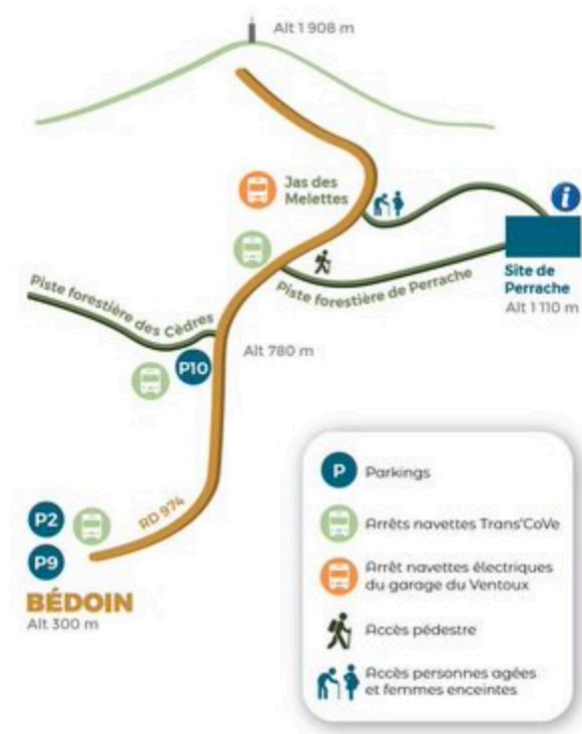 Alt 1 908 m
Jas des
Melettes
i
Site de
Perrache
Alt 1 110 m
Piste forestière de Perrache
Piste forestière des Cèdres
Alt 780 m
P10
RD 974
P2
P9
BÉDOIN
Alt 300 m
P
Parkings
Arrêts navettes Trans'CoVe
Arrêt navettes électriques
du garage du Ventoux
Accès pédestre
Accès personnes agées
et femmes enceintes